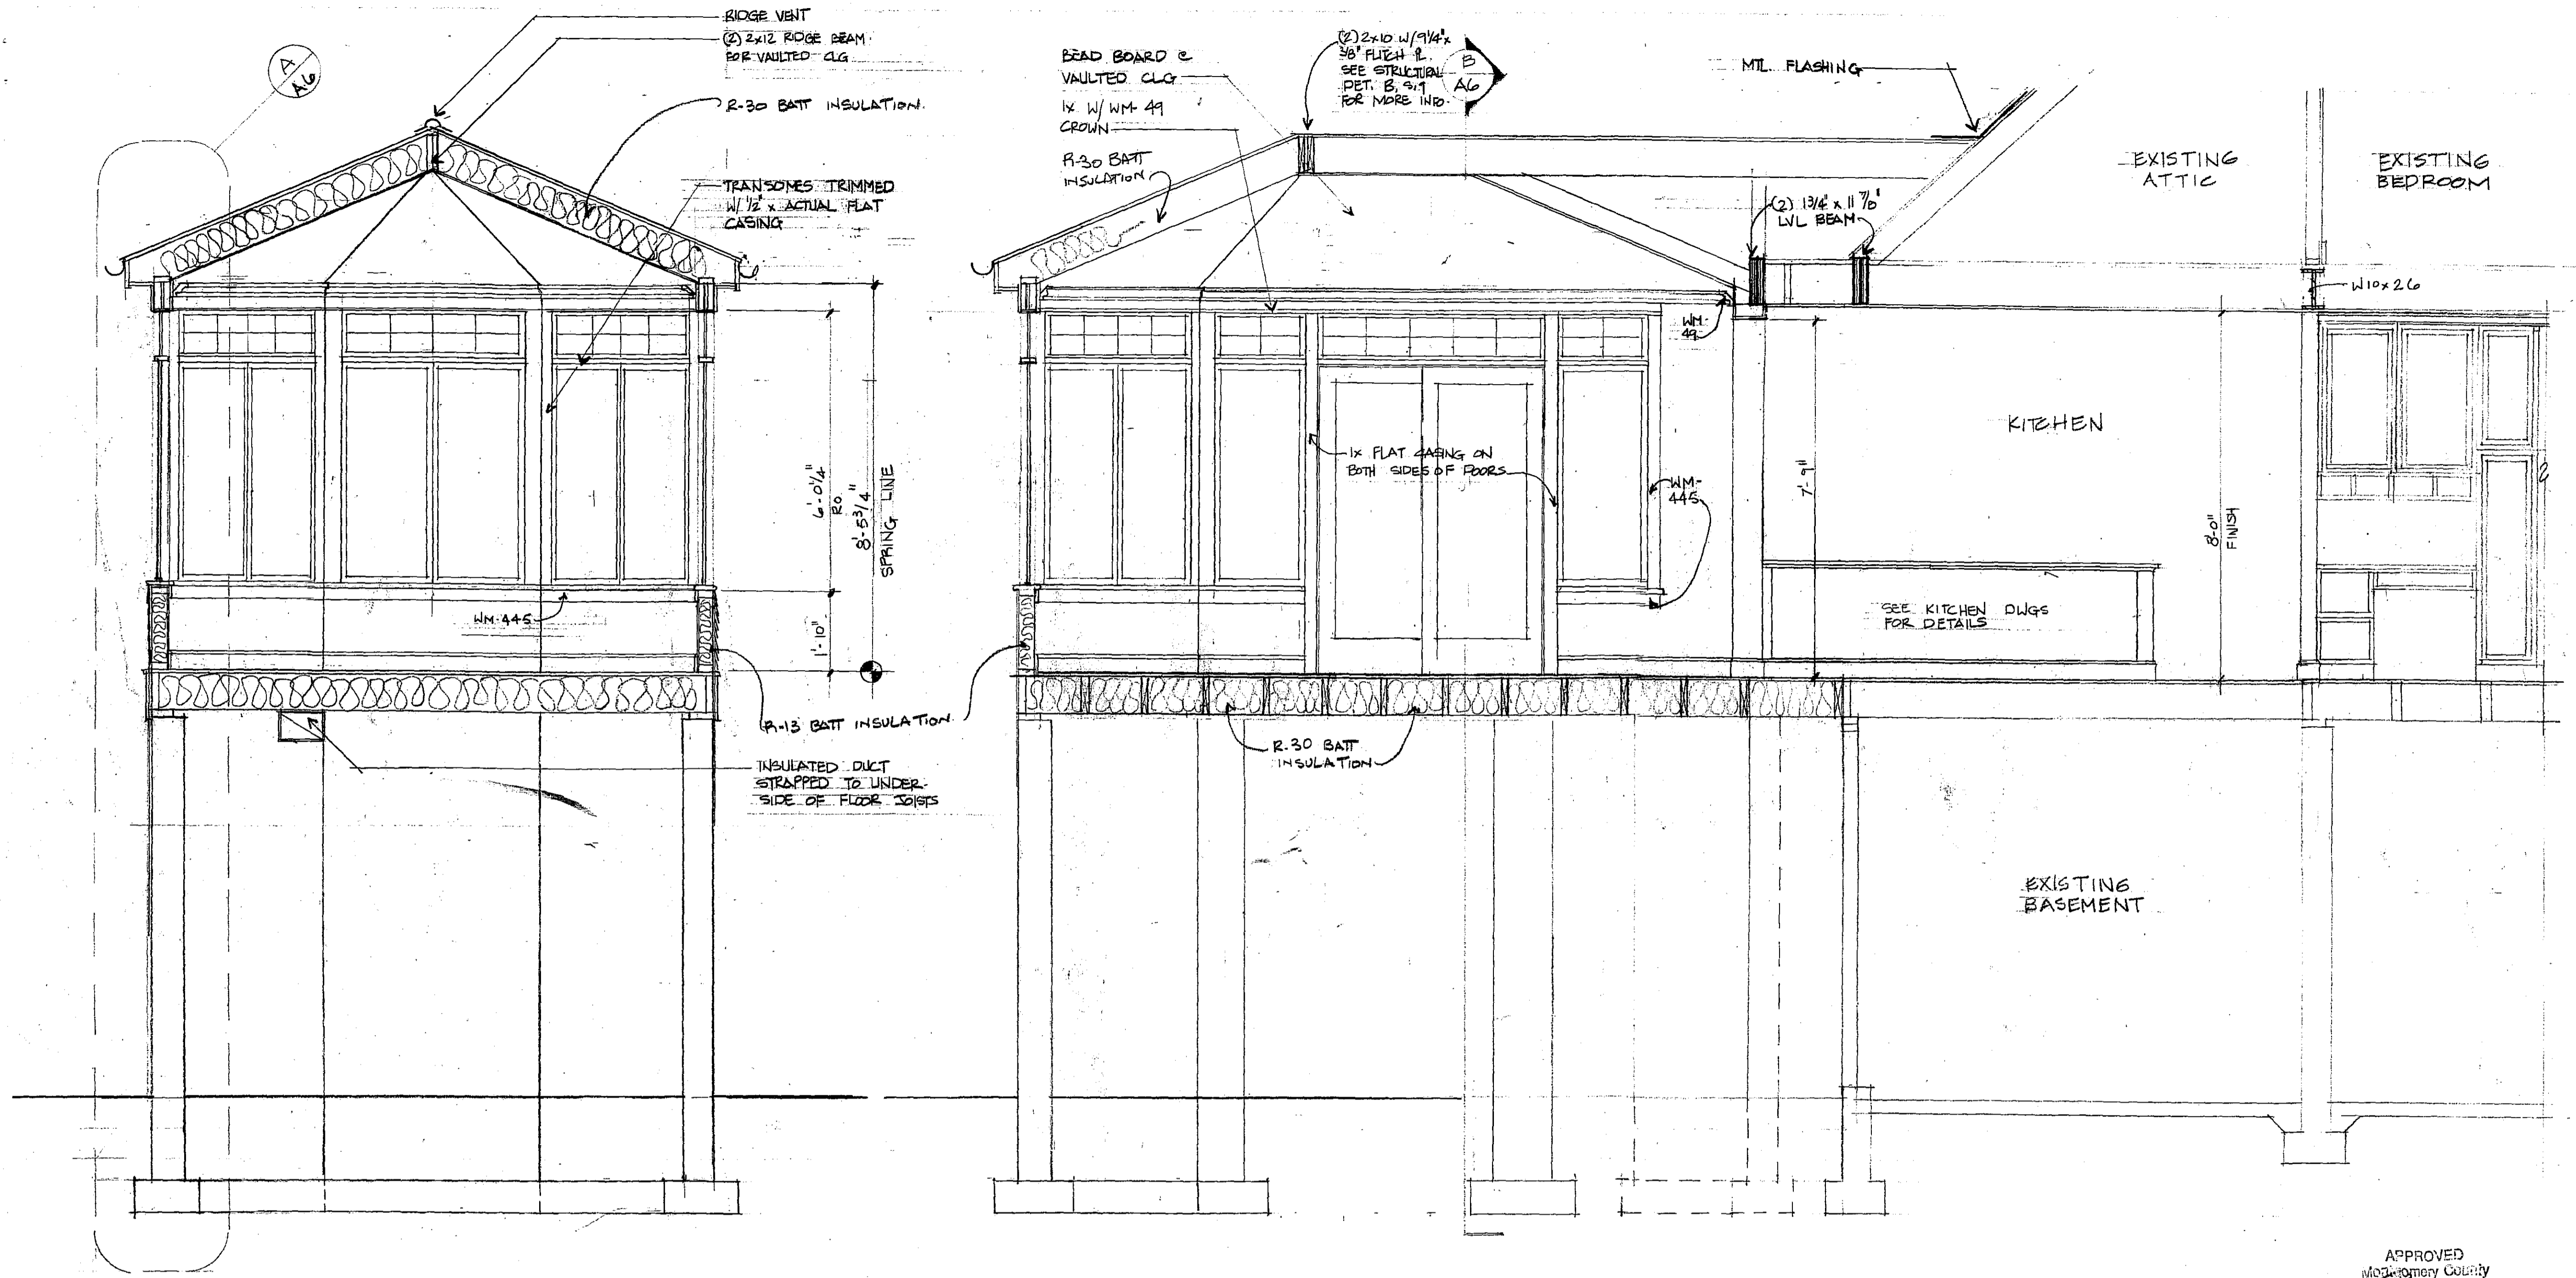 A
A6
RIDGE VENT
(2) 2x12 RIDGE BEAM
FOR VAULTED CLG
R-30 BATT INSULATION.
TRANSOMES TRIMMED
W/ 1/2" x ACTUAL FLAT
CASING
6'-0 1/4"
R.O.
8'-5 3/4"
SPRING LINE
1'-10"
WM-445
R-13 BATT INSULATION
INSULATED DUCT
STRAPPED TO UNDER-
SIDE OF FLOOR JOISTS
BEAD BOARD @
VAULTED CLG
1x W/ WM-49
CROWN
R-30 BATT
INSULATION
(2) 2x10 W/ 9 1/4" x
3/8" FLITCH PL.
SEE STRUCTURAL
DET. B, S.1
FOR MORE INFO.
B
A6
MTL. FLASHING
EXISTING
ATTIC
EXISTING
BEDROOM
(2) 1 3/4" x 11 7/8"
LVL BEAM
W10x26
WM-
49
1x FLAT CASING ON
BOTH SIDES OF DOORS
WM-
445
7'-9"
KITCHEN
8'-0"
FINISH
SEE KITCHEN DWGS
FOR DETAILS
R-30 BATT
INSULATION
EXISTING
BASEMENT
APPROVED
Montgomery County